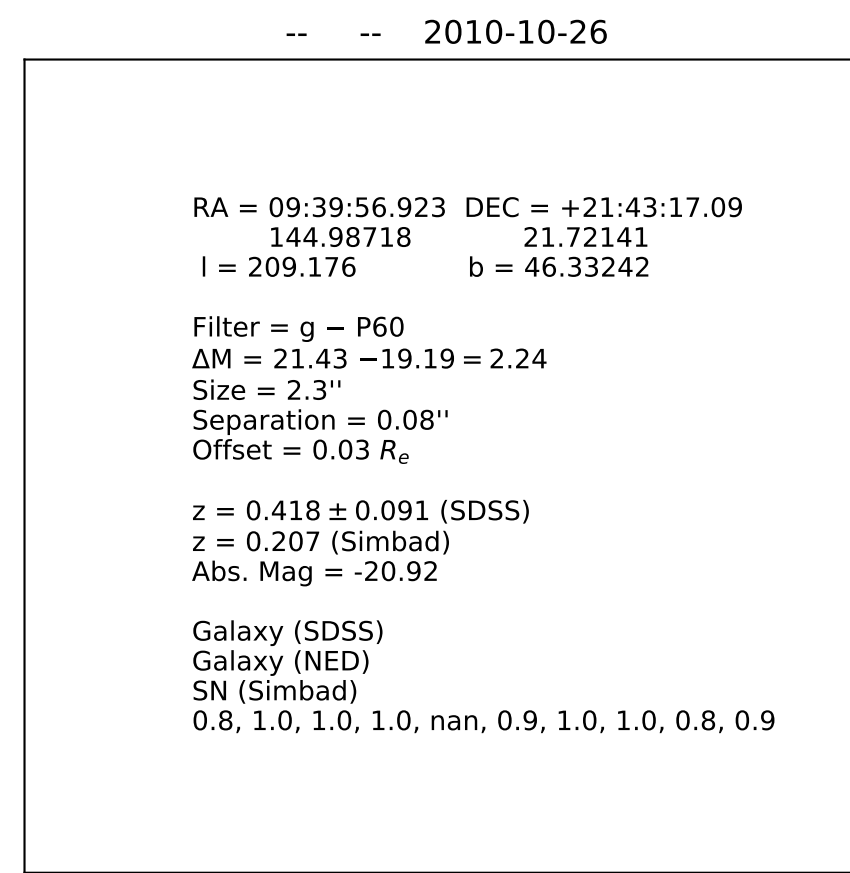 -- -- 2010-10-26
RA = 09:39:56.923 DEC = +21:43:17.09
144.98718 21.72141
l = 209.176 b = 46.33242
Filter = g − P60
ΔM = 21.43 −19.19 = 2.24
Size = 2.3''
Separation = 0.08''
Offset = 0.03 Rₑ
z = 0.418 ± 0.091 (SDSS)
z = 0.207 (Simbad)
Abs. Mag = -20.92
Galaxy (SDSS)
Galaxy (NED)
SN (Simbad)
0.8, 1.0, 1.0, 1.0, nan, 0.9, 1.0, 1.0, 0.8, 0.9